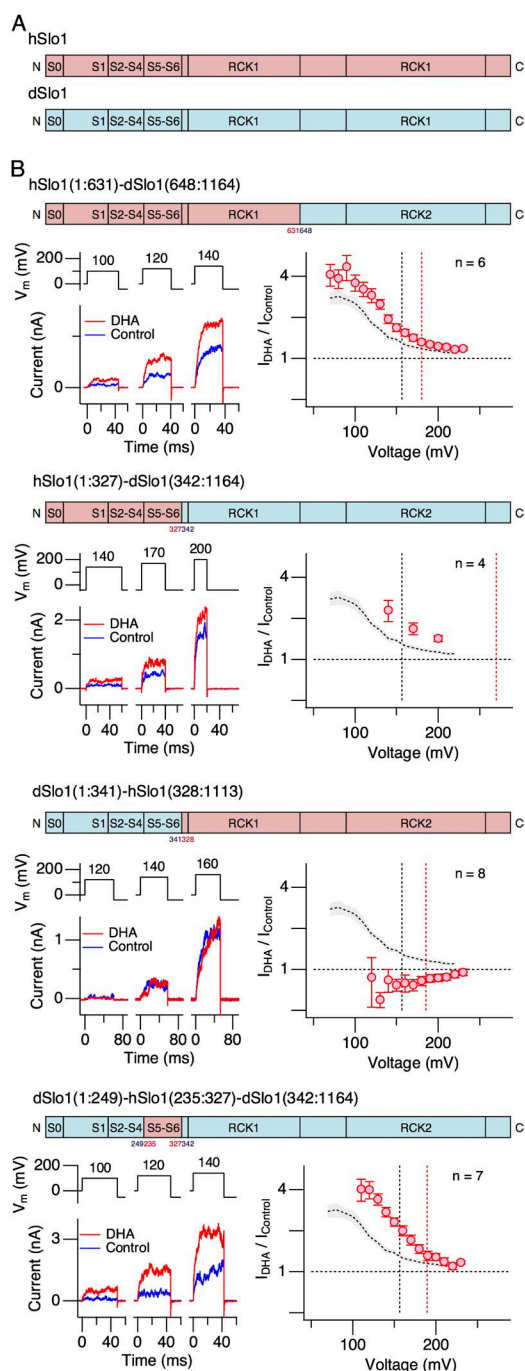 A
hSlo1
N S0 S1 S2-S4 S5-S6 RCK1 RCK1 C
dSlo1
N S0 S1 S2-S4 S5-S6 RCK1 RCK1 C
B
hSlo1(1:631)-dSlo1(648:1164)
N S0 S1 S2-S4 S5-S6 RCK1 RCK2 C
631648
Vm (mV)
200
0
100 120 140
Current (nA)
1
0
DHA
Control
0 40 0 40 0 40
Time (ms)
IDHA / IControl
4
1
n = 6
100 200
Voltage (mV)
hSlo1(1:327)-dSlo1(342:1164)
N S0 S1 S2-S4 S5-S6 RCK1 RCK2 C
327342
Vm (mV)
200
0
140 170 200
Current (nA)
2
0
DHA
Control
0 40 0 40 0 40
Time (ms)
IDHA / IControl
4
1
n = 4
100 200
Voltage (mV)
dSlo1(1:341)-hSlo1(328:1113)
N S0 S1 S2-S4 S5-S6 RCK1 RCK2 C
341328
Vm (mV)
200
0
120 140 160
Current (nA)
1
0
DHA
Control
0 80 0 80 0 80
Time (ms)
IDHA / IControl
4
1
n = 8
100 200
Voltage (mV)
dSlo1(1:249)-hSlo1(235:327)-dSlo1(342:1164)
N S0 S1 S2-S4 S5-S6 RCK1 RCK2 C
249235 327342
Vm (mV)
200
0
100 120 140
Current (nA)
3
0
DHA
Control
0 40 0 40 0 40
Time (ms)
IDHA / IControl
4
1
n = 7
100 200
Voltage (mV)